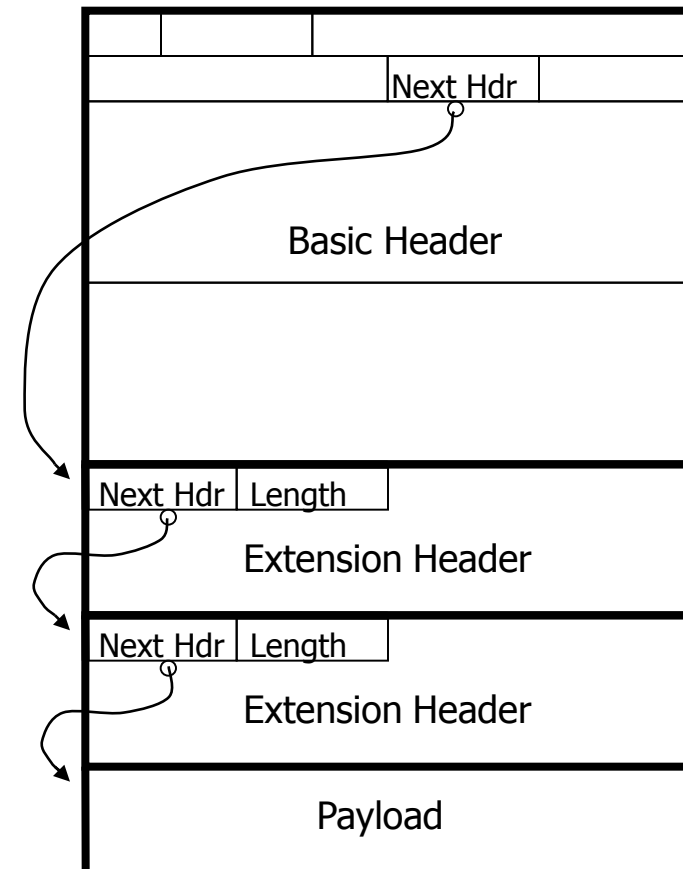 Next Hdr
Basic Header
Next Hdr Length
Extension Header
Next Hdr Length
Extension Header
Payload